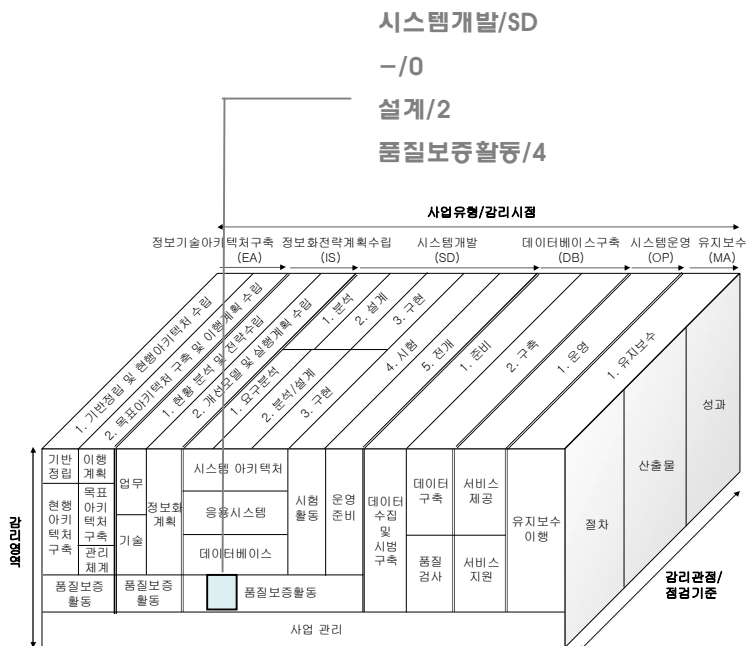 시스템개발/SD
–/0
설계/2
품질보증활동/4
사업유형/감리시점
정보기술아키텍처구축
(EA)
정보화전략계획수립
(IS)
시스템개발
(SD)
데이터베이스구축
(DB)
시스템운영
(OP)
유지보수
(MA)
1. 기반정립 및 현행아키텍처 수립
2. 목표아키텍처 구축 및 이행계획 수립
1. 현황 분석 및 전략수립
2. 개선모델 및 실행계획 수립
1. 분석
2. 설계
3. 구현
1. 요구분석
2. 분석/설계
3. 구현
4. 시험
5. 전개
1. 준비
2. 구축
1. 운영
1. 유지보수
감리영역
기반
정립
이행
계획
현행
아키
텍처
구축
목표
아키
텍처
구축
관리
체계
업무
기술
정보화
계획
시스템 아키텍처
응용시스템
데이터베이스
시험
활동
운영
준비
데이터
수집
및
시범
구축
데이터
구축
품질
검사
서비스
제공
서비스
지원
유지보수
이행
절차
산출물
성과
품질보증
활동
품질보증
활동
품질보증활동
사업 관리
감리관점/
점검기준